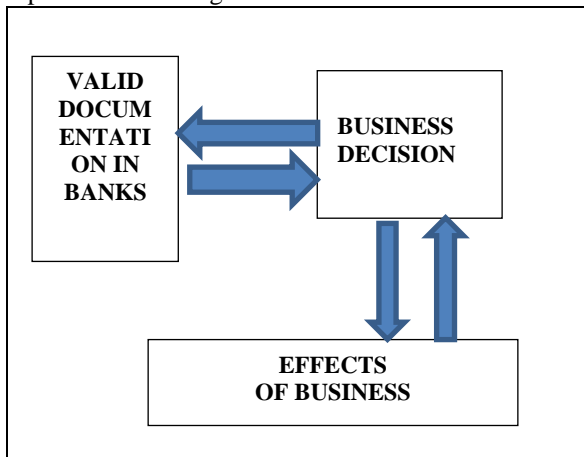 VALID
DOCUM
ENTATI
ON IN
BANKS
BUSINESS
DECISION
EFFECTS
OF BUSINESS